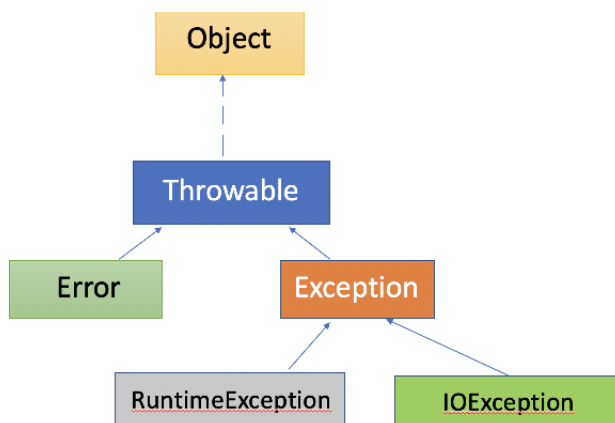 Object
Throwable
Error
Exception
RuntimeException
IOException